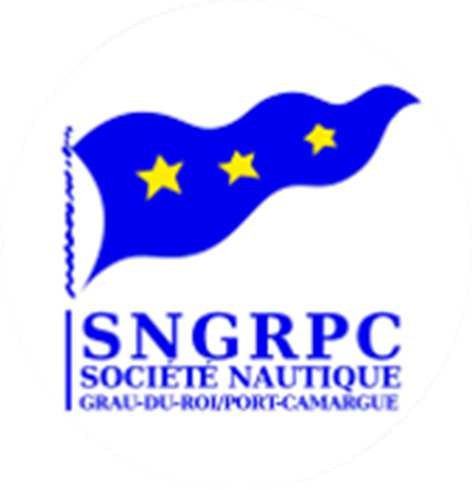 SNGRPC
SOCIÉTÉ NAUTIQUE
GRAU-DU-ROI/PORT-CAMARGUE